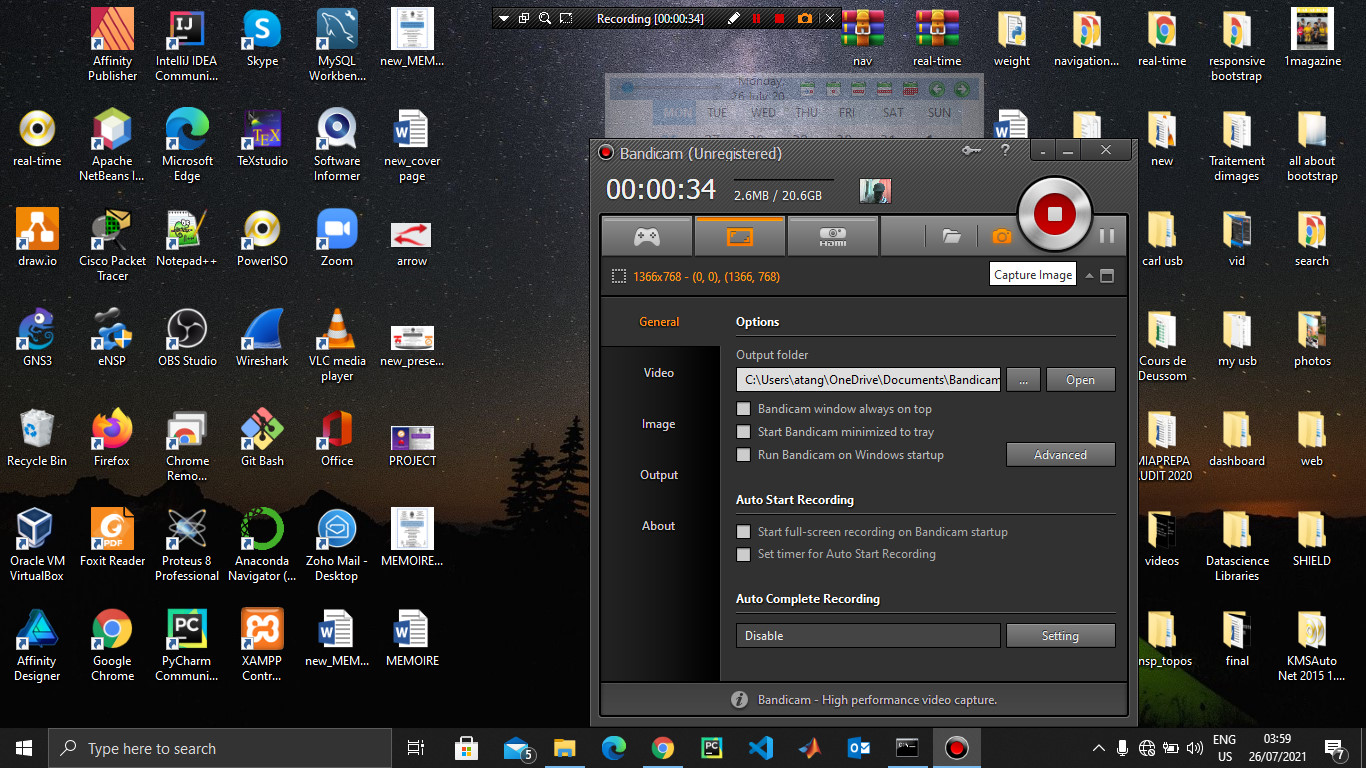 Recording [00:00:34]
Affinity
Publisher
IntelliJ IDEA
Communi...
Skype
MySQL
Workben...
new_MEM...
nav
real-time
weight
navigation...
real-time
responsive
bootstrap
1magazine
Monday,
26 July 20
MON
TUE
WED
THU
FRI
SAT
SUN
real-time
Apache
NetBeans I...
Microsoft
Edge
TeXstudio
Software
Informer
new_cover
page
new
Traitement
dimages
all about
bootstrap
draw.io
Cisco Packet
Tracer
Notepad++
PowerISO
Zoom
arrow
carl usb
vid
search
GNS3
eNSP
OBS Studio
Wireshark
VLC media
player
new_prese...
Cours de
Deussom
my usb
photos
Recycle Bin
Firefox
Chrome
Remo...
Git Bash
Office
PROJECT
MIAPREPA
.UDIT 2020
dashboard
web
Oracle VM
VirtualBox
Foxit Reader
Proteus 8
Professional
Anaconda
Navigator (...
Zoho Mail -
Desktop
MEMOIRE...
videos
Datascience
Libraries
SHIELD
Affinity
Designer
Google
Chrome
PyCharm
Communi...
XAMPP
Contr...
new_MEM...
MEMOIRE
nsp_topos
final
KMSAuto
Net 2015 1....
Bandicam (Unregistered)
00:00:34
2.6MB / 20.6GB
HDMI
1366x768 - (0, 0), (1366, 768)
Capture Image
General
Video
Image
Output
About
Options
Output folder
C:\Users\atang\OneDrive\Documents\Bandicam
...
Open
Bandicam window always on top
Start Bandicam minimized to tray
Run Bandicam on Windows startup
Advanced
Auto Start Recording
Start full-screen recording on Bandicam startup
Set timer for Auto Start Recording
Auto Complete Recording
Disable
Setting
Bandicam - High performance video capture.
Type here to search
5
ENG
US
03:59
26/07/2021
7